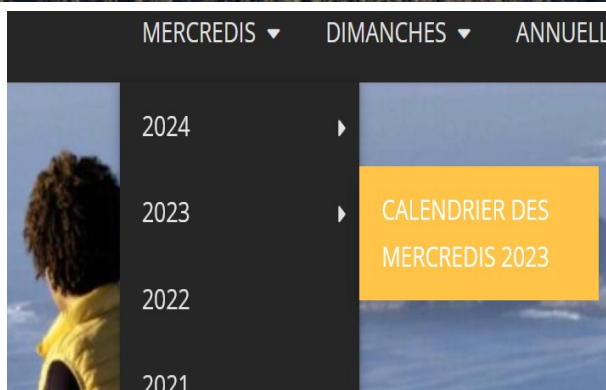 MERCREDIS DIMANCHES ANNUELL
2024
2023 CALENDRIER DES
MERCREDIS 2023
2022
2021